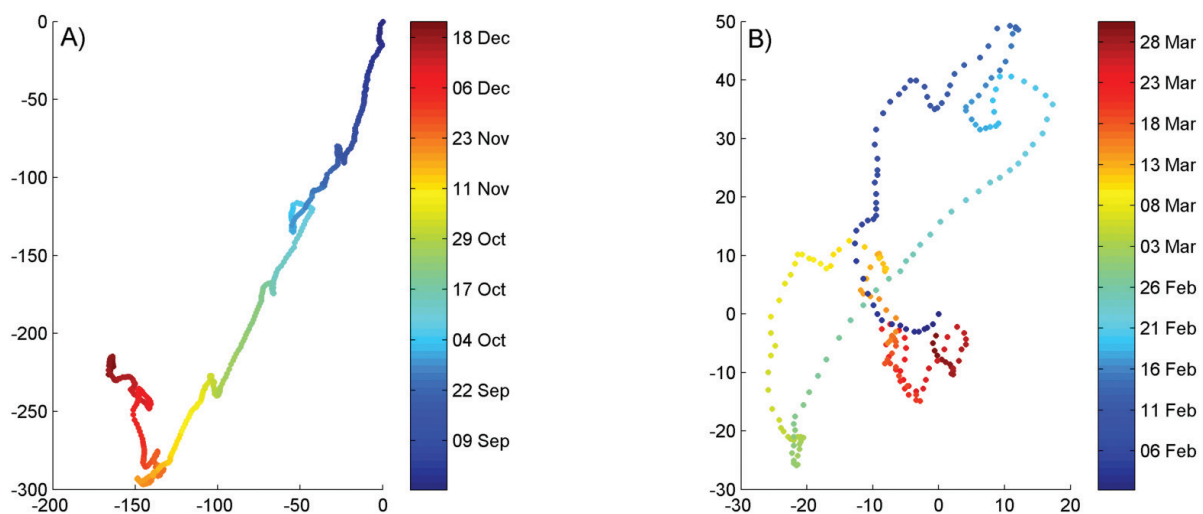 A)
0
-50
-100
-150
-200
-250
-300
-200
-150
-100
-50
0
18 Dec
06 Dec
23 Nov
11 Nov
29 Oct
17 Oct
04 Oct
22 Sep
09 Sep
B)
50
40
30
20
10
0
-10
-20
-30
-30
-20
-10
0
10
20
28 Mar
23 Mar
18 Mar
13 Mar
08 Mar
03 Mar
26 Feb
21 Feb
16 Feb
11 Feb
06 Feb